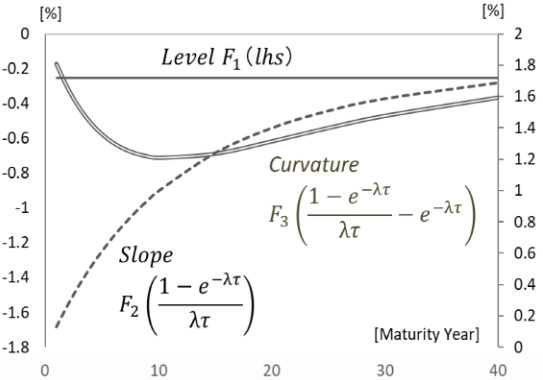 [%] [%]
0 2
-0.2 1.8
Level F₁ (lhs)
-0.4 1.6
-0.6 1.4
-0.8 1.2
Curvature
-1 1
F₃ ((1 − e^−λτ)/λτ − e^−λτ)
-1.2 0.8
Slope
-1.4 0.6
F₂ ((1 − e^−λτ)/λτ)
-1.6 0.4
0.2
[Maturity Year]
-1.8 0
0 10 20 30 40